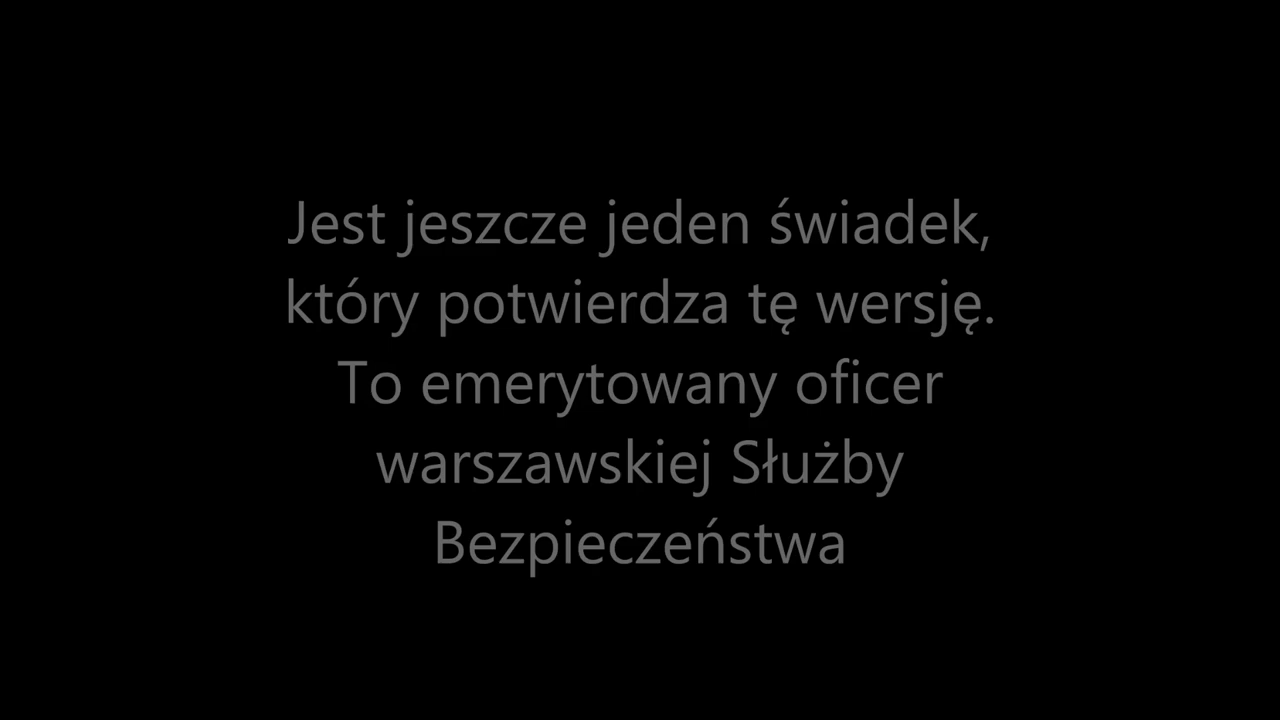 Jest jeszcze jeden świadek,
który potwierdza tę wersję.
To emerytowany oficer
warszawskiej Służby
Bezpieczeństwa